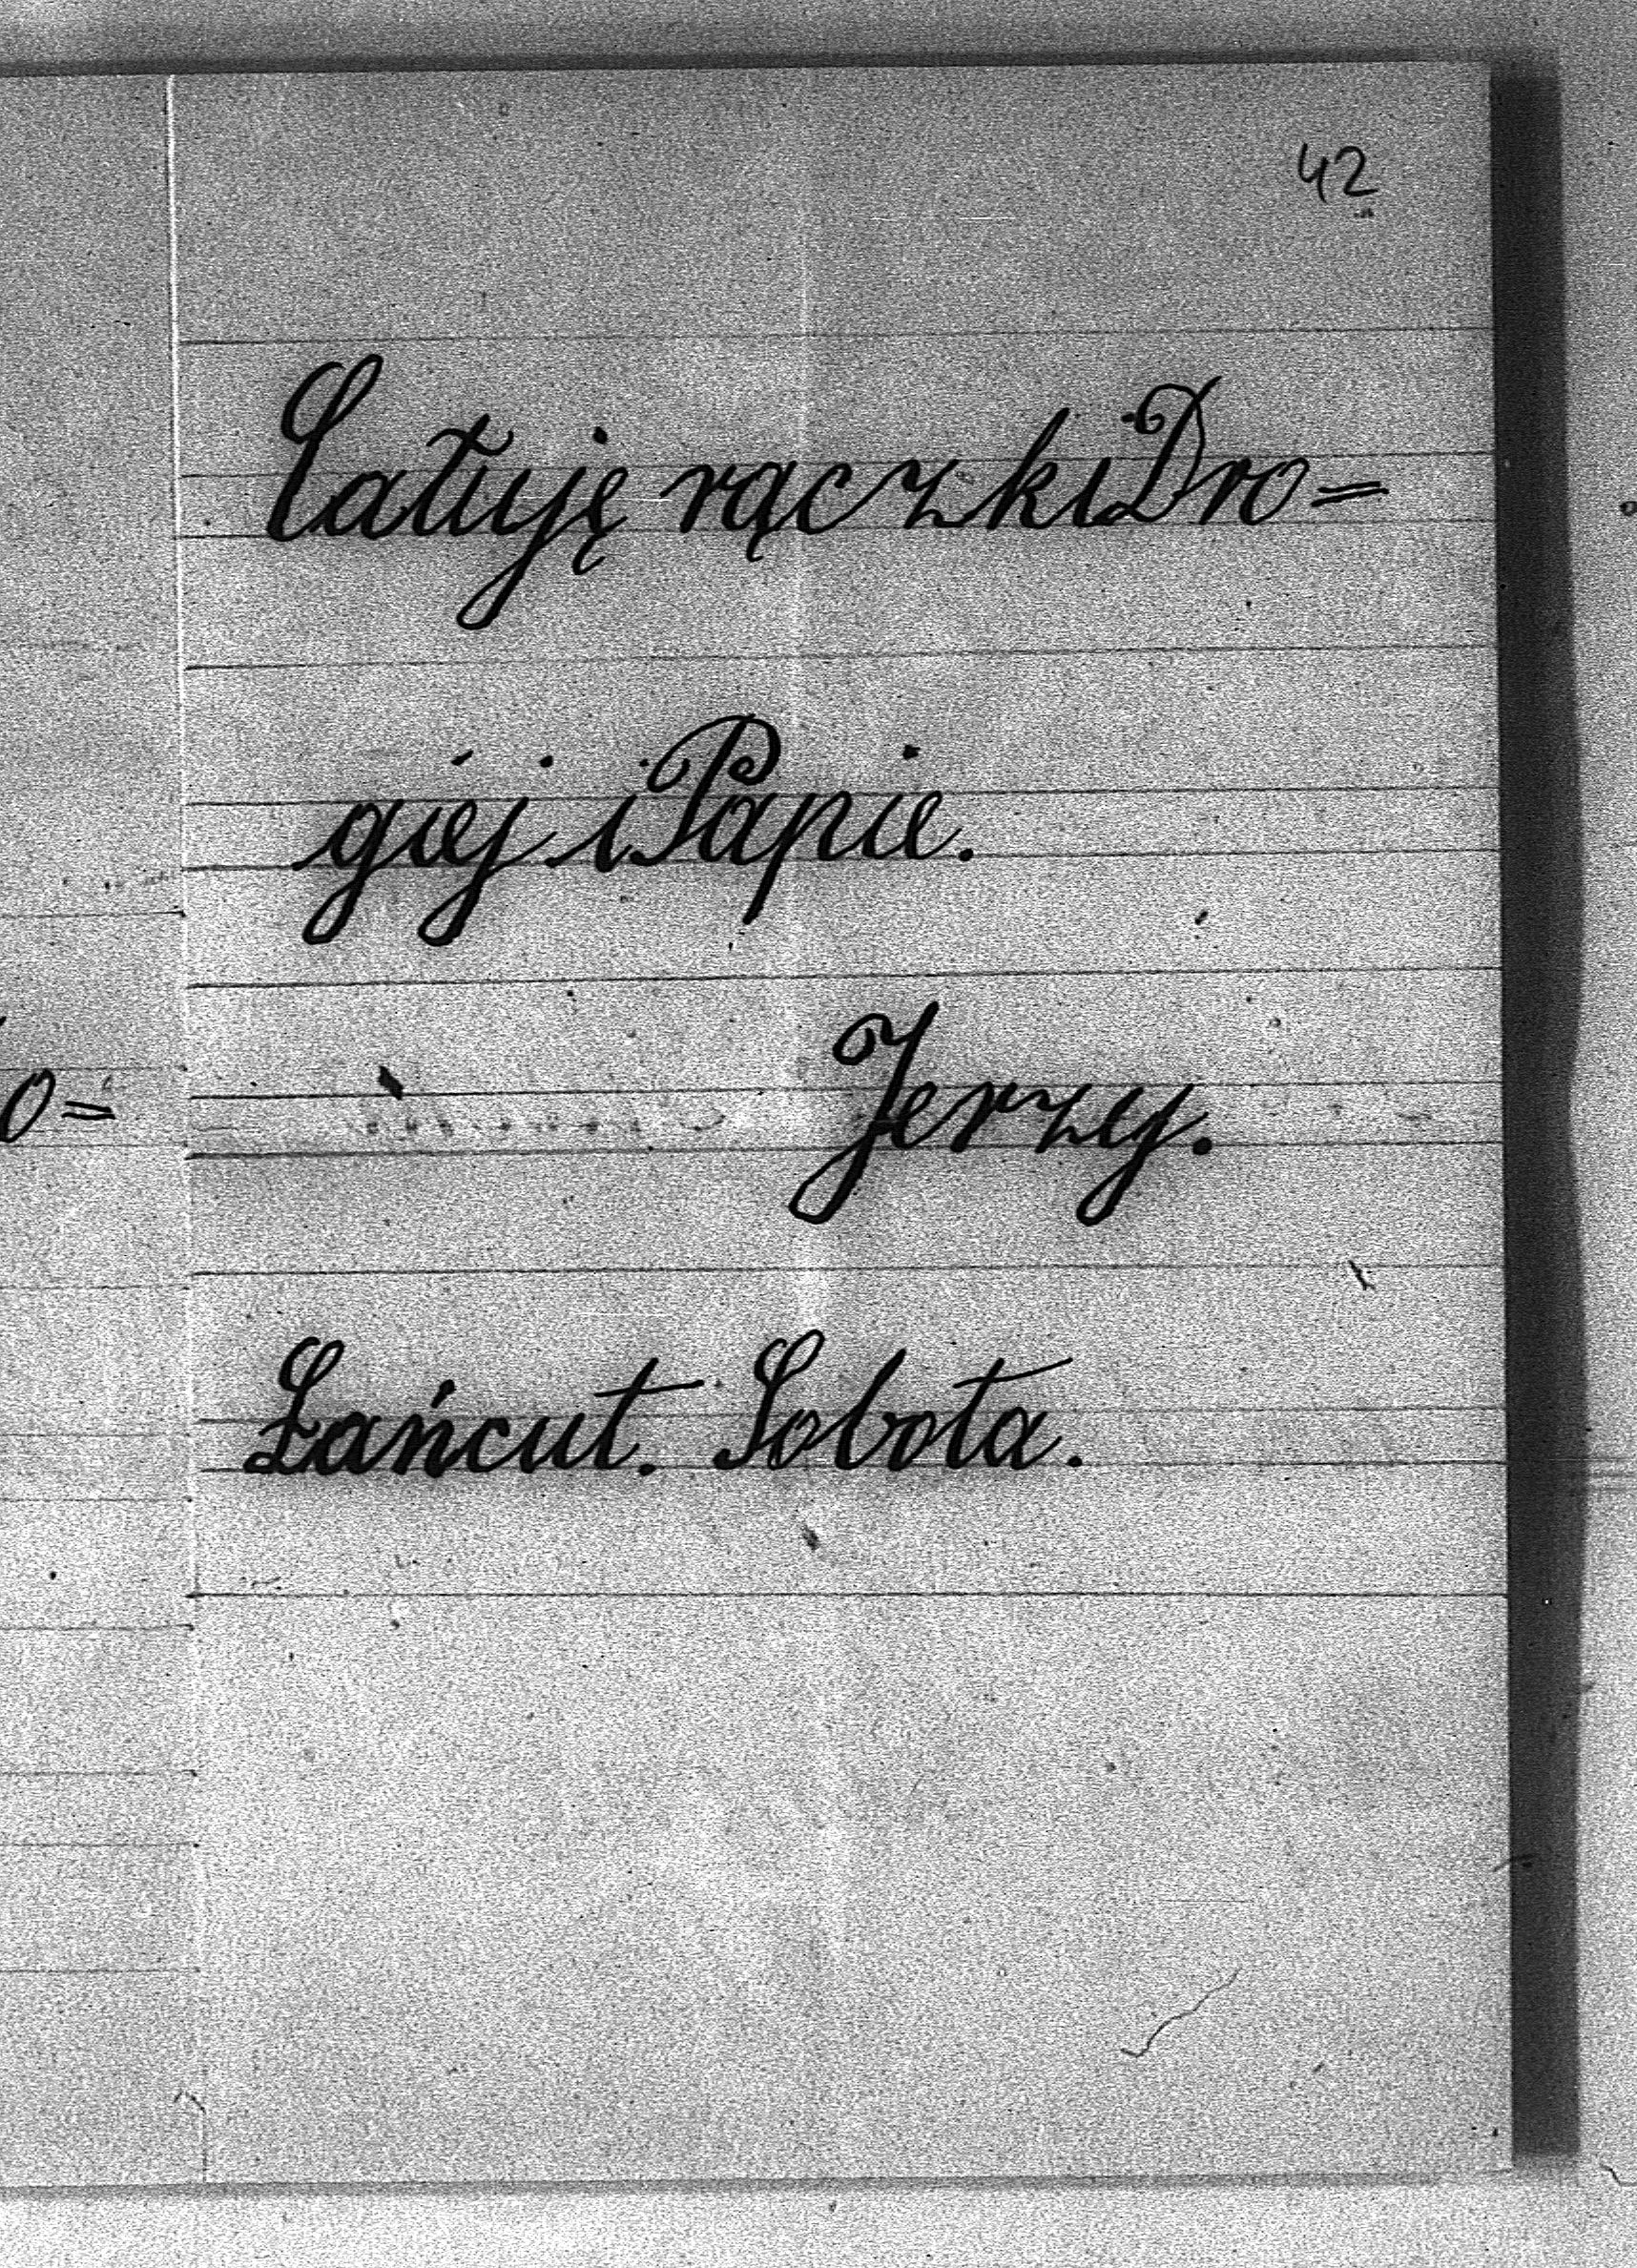 42
Całuję rączki Dro=
giej i Papie.
o=
Jerzy.
Łańcut. Sobota.